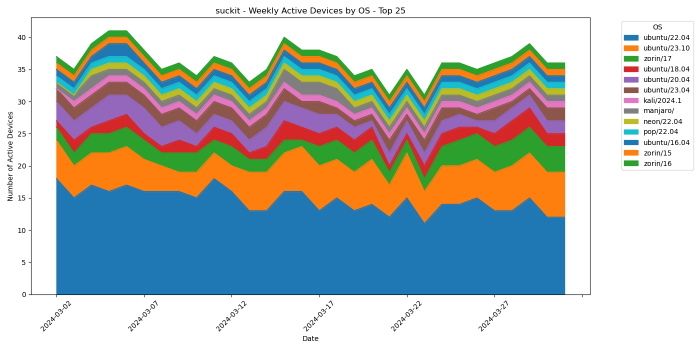 suckit - Weekly Active Devices by OS - Top 25
Number of Active Devices
40
35
30
25
20
15
10
5
0
2024-03-02
2024-03-07
2024-03-12
2024-03-17
2024-03-22
2024-03-27
Date
OS
ubuntu/22.04
ubuntu/23.10
zorin/17
ubuntu/18.04
ubuntu/20.04
ubuntu/23.04
kali/2024.1
manjaro/
neon/22.04
pop/22.04
ubuntu/16.04
zorin/15
zorin/16